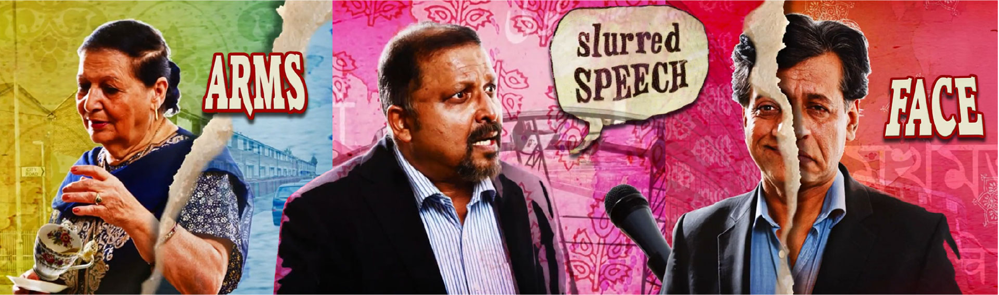 CITY
ROAD
ARMS
slurred
SPEECH
FACE